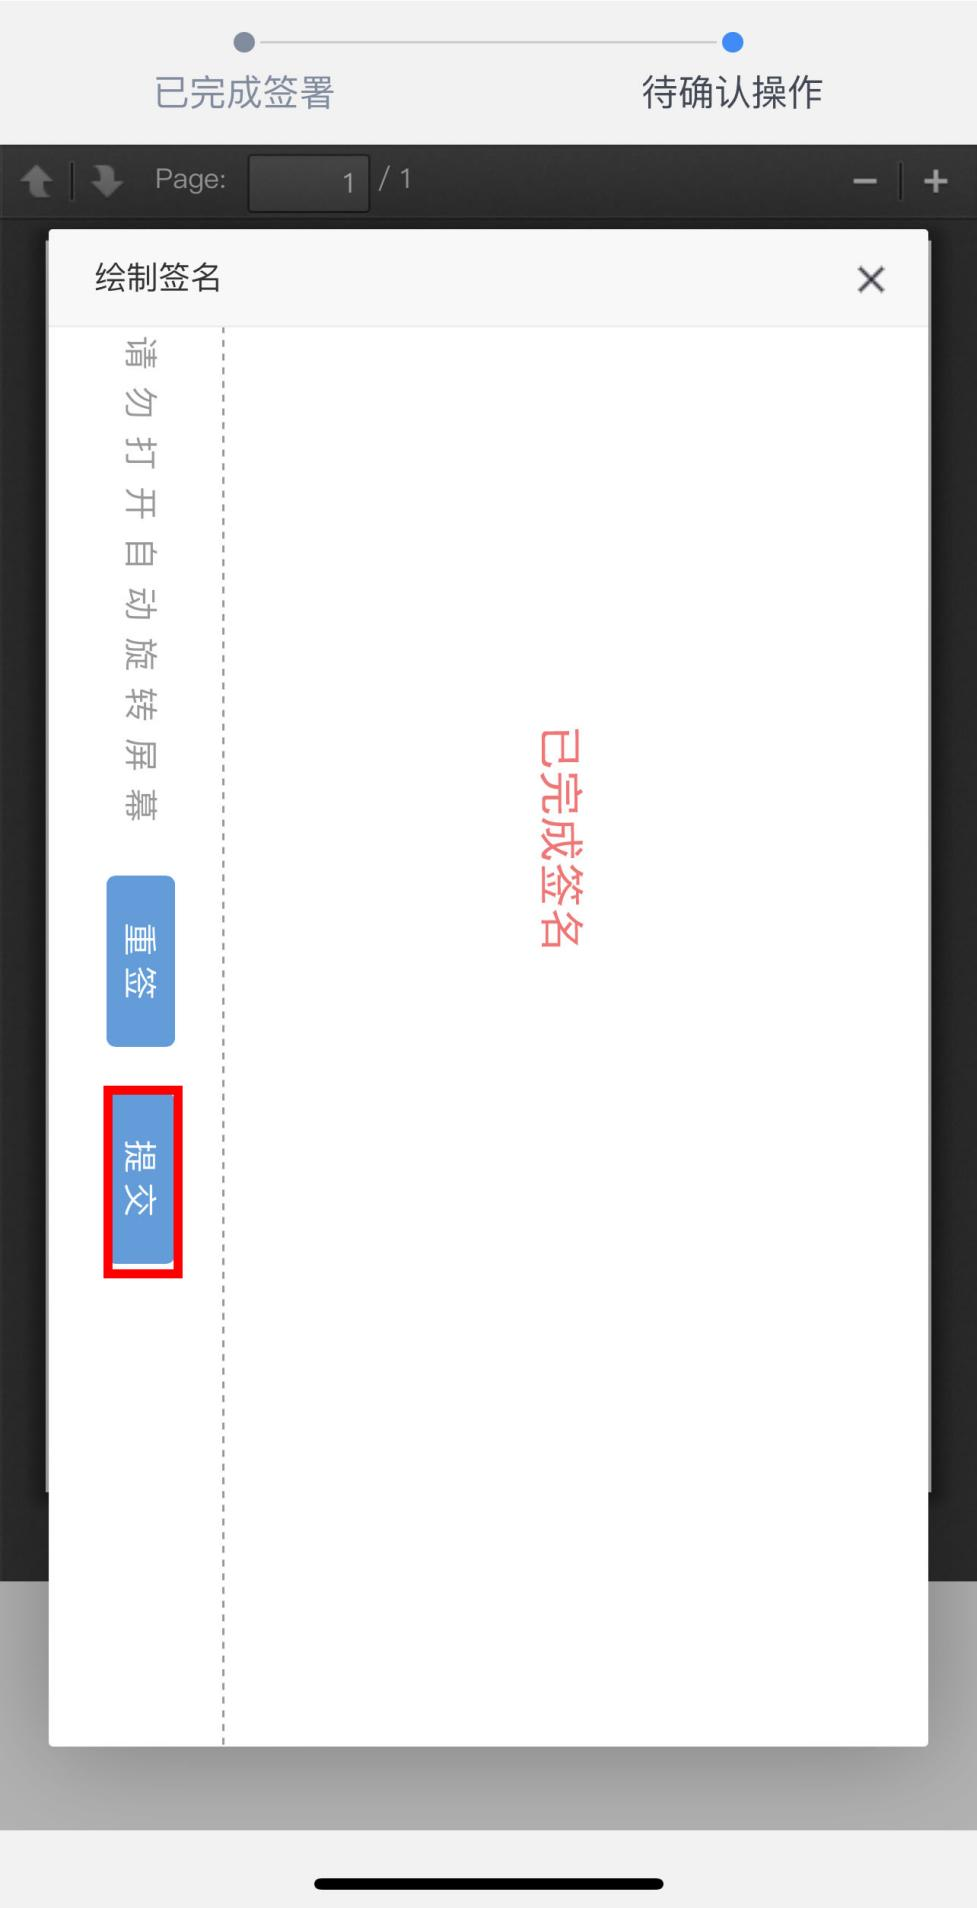 已完成签署
待确认操作
Page: 1 / 1
绘制签名
请勿打开自动旋转屏幕
重签
提交
已完成签名